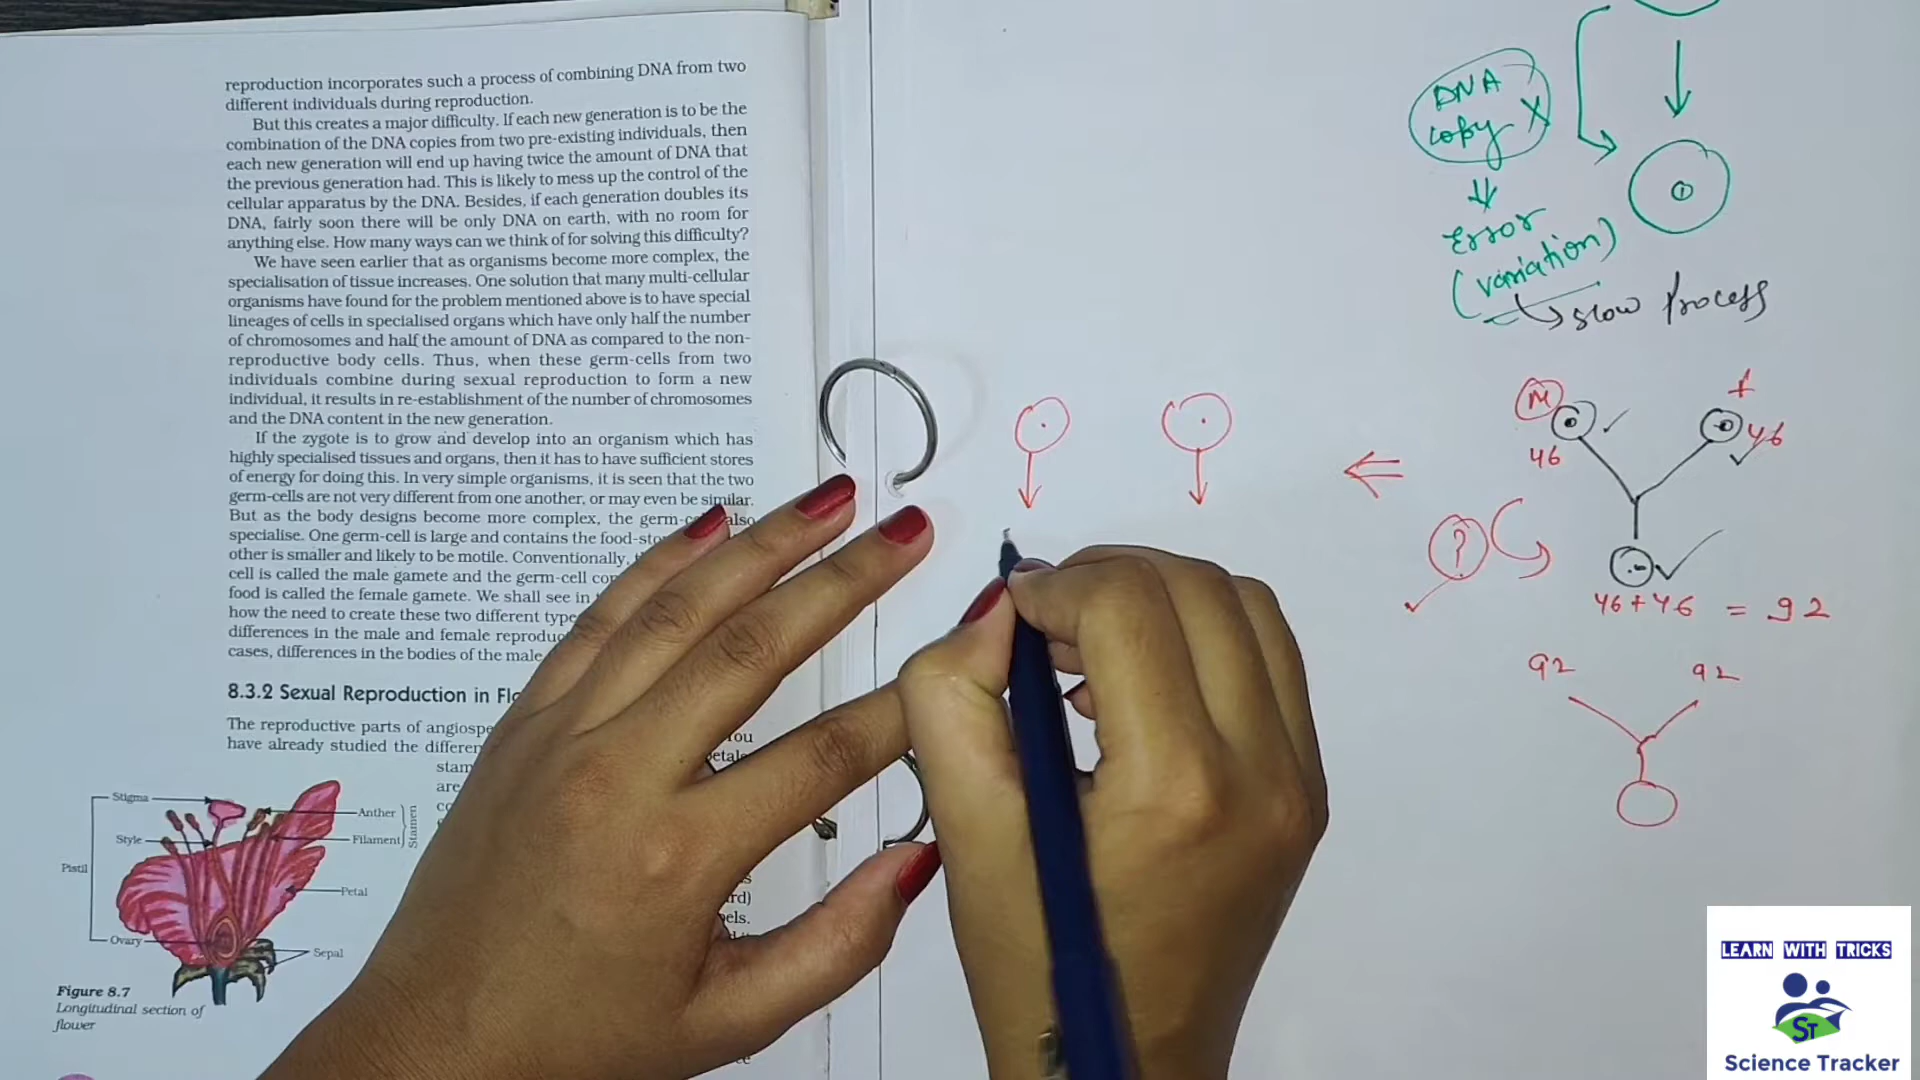 reproduction incorporates such a process of combining DNA from two
different individuals during reproduction.
But this creates a major difficulty. If each new generation is to be the
combination of the DNA copies from two pre-existing individuals, then
each new generation will end up having twice the amount of DNA that
the previous generation had. This is likely to mess up the control of the
cellular apparatus by the DNA. Besides, if each generation doubles its
DNA, fairly soon there will be only DNA on earth, with no room for
anything else. How many ways can we think of for solving this difficulty?
We have seen earlier that as organisms become more complex, the
specialisation of tissue increases. One solution that many multi-cellular
organisms have found for the problem mentioned above is to have special
lineages of cells in specialised organs which have only half the number
of chromosomes and half the amount of DNA as compared to the non-
reproductive body cells. Thus, when these germ-cells from two
individuals combine during sexual reproduction to form a new
individual, it results in re-establishment of the number of chromosomes
and the DNA content in the new generation.
If the zygote is to grow and develop into an organism which has
highly specialised tissues and organs, then it has to have sufficient stores
of energy for doing this. In very simple organisms, it is seen that the two
germ-cells are not very different from one another, or may even be similar.
But as the body designs become more complex, the germ-c also
specialise. One germ-cell is large and contains the food-sto
other is smaller and likely to be motile. Conventionally,
cell is called the male gamete and the germ-cell co
food is called the female gamete. We shall see in
how the need to create these two different type
differences in the male and female reprodu
cases, differences in the bodies of the male
8.3.2 Sexual Reproduction in Fl
The reproductive parts of angiospe
have already studied the differen
You
petals
stam
are
Stigma
Style
Pistil
Ovary
Anther
Filament
Stamen
Petal
Sepal
Figure 8.7
Longitudinal section of
flower
rd)
pels.
DNA
copy X
Error
(variation)
slow process
M
+
46
46
?
46 + 46 = 92
92
92
LEARN WITH TRICKS
ST
Science Tracker